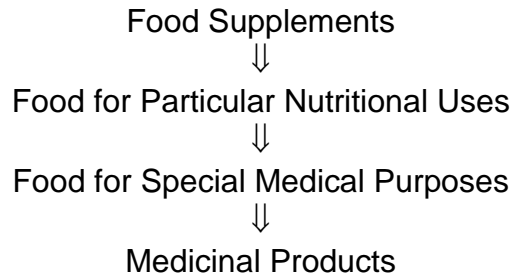 Food Supplements
⇓
Food for Particular Nutritional Uses
⇓
Food for Special Medical Purposes
⇓
Medicinal Products